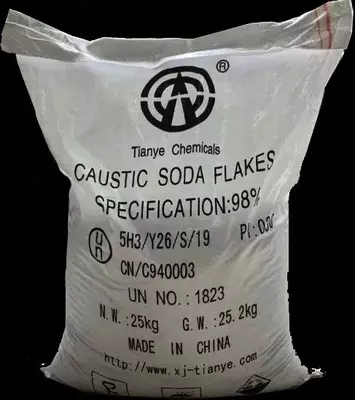 ®
Tianye Chemicals
CAUSTIC SODA FLAKES
SPECIFICATION:98%
un 5H3/Y26/S/19
CN/C940003
UN NO.: 1823
N.W.:25kg G.W.: 25.2kg
MADE IN CHINA
http://www.xj-tianye.com